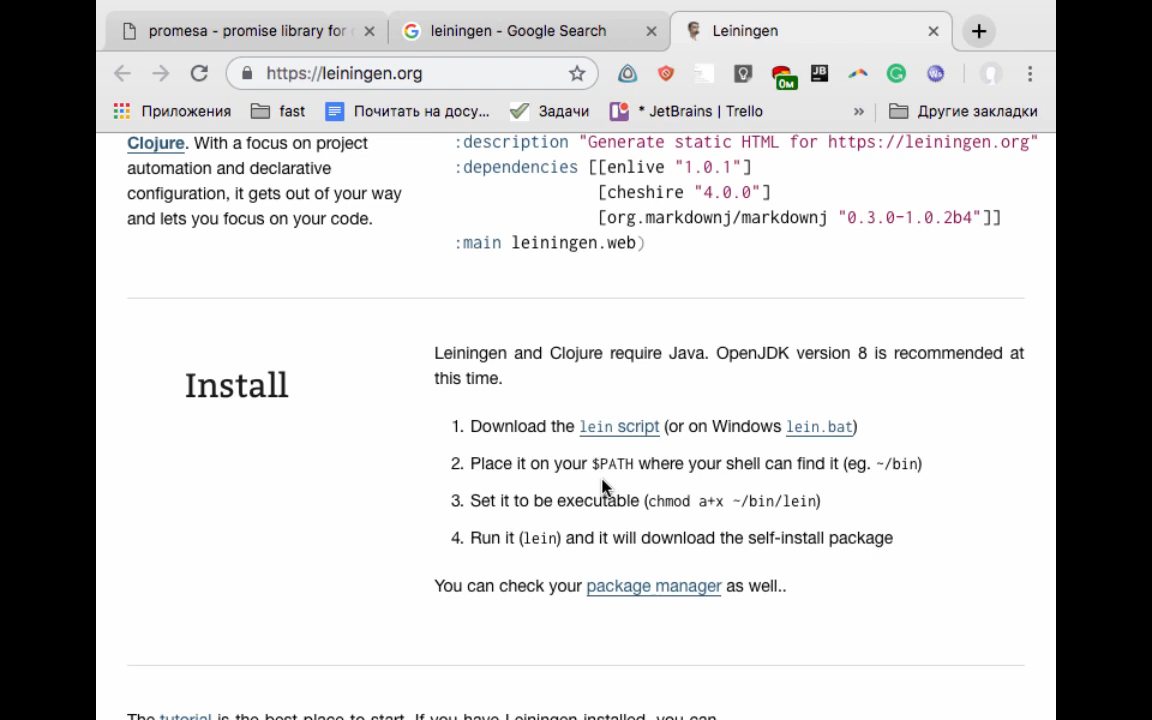 promesa - promise library for
leiningen - Google Search
Leiningen
https://leiningen.org
0м
JB
Приложения
fast
Почитать на досу...
Задачи
* JetBrains | Trello
»
Другие закладки
Clojure. With a focus on project
automation and declarative
configuration, it gets out of your way
and lets you focus on your code.
:description "Generate static HTML for https://leiningen.org"
:dependencies [[enlive "1.0.1"]
[cheshire "4.0.0"]
[org.markdownj/markdownj "0.3.0-1.0.2b4"]]
:main leiningen.web)
Install
Leiningen and Clojure require Java. OpenJDK version 8 is recommended at
this time.
1. Download the lein script (or on Windows lein.bat)
2. Place it on your $PATH where your shell can find it (eg. ~/bin)
3. Set it to be executable (chmod a+x ~/bin/lein)
4. Run it (lein) and it will download the self-install package
You can check your package manager as well..
The tutorial is the best place to start. If you have Leiningen installed, you can